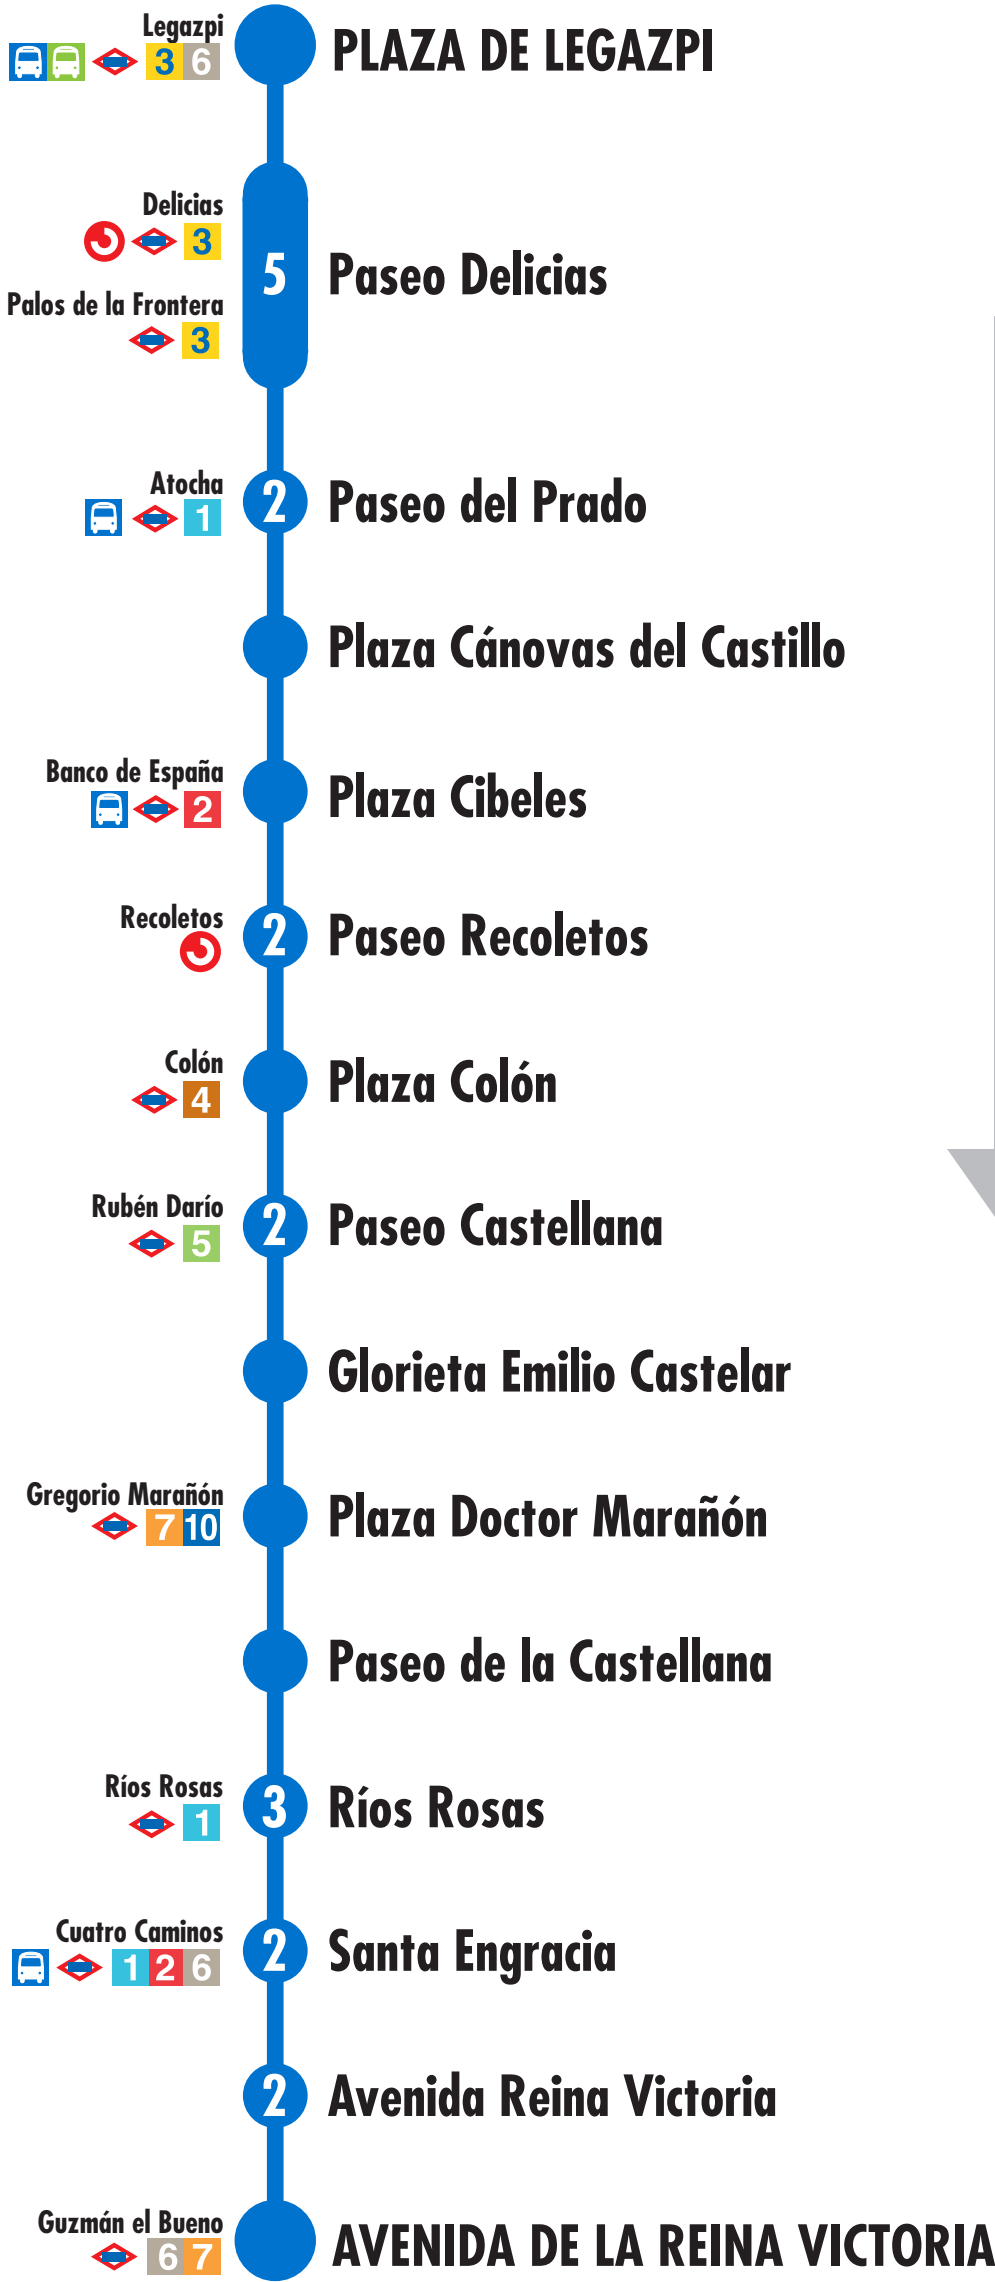 Legazpi
3 6
PLAZA DE LEGAZPI
Delicias
3
5
Paseo Delicias
Palos de la Frontera
3
Atocha
1
2
Paseo del Prado
Plaza Cánovas del Castillo
Banco de España
2
Plaza Cibeles
Recoletos
2
Paseo Recoletos
Colón
4
Plaza Colón
Rubén Darío
5
2
Paseo Castellana
Glorieta Emilio Castelar
Gregorio Marañón
7 10
Plaza Doctor Marañón
Paseo de la Castellana
Ríos Rosas
1
3
Ríos Rosas
Cuatro Caminos
1 2 6
2
Santa Engracia
2
Avenida Reina Victoria
Guzmán el Bueno
6 7
AVENIDA DE LA REINA VICTORIA